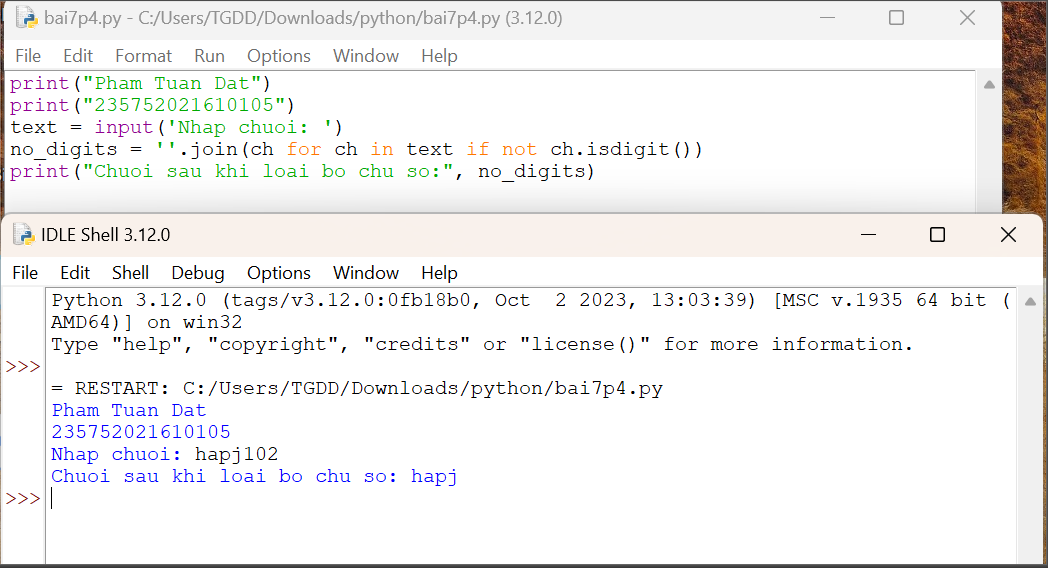 bai7p4.py - C:/Users/TGDD/Downloads/python/bai7p4.py (3.12.0)
File Edit Format Run Options Window Help
print("Pham Tuan Dat")
print("235752021610105")
text = input('Nhap chuoi: ')
no_digits = ''.join(ch for ch in text if not ch.isdigit())
print("Chuoi sau khi loai bo chu so:", no_digits)
IDLE Shell 3.12.0
File Edit Shell Debug Options Window Help
Python 3.12.0 (tags/v3.12.0:0fb18b0, Oct  2 2023, 13:03:39) [MSC v.1935 64 bit (
AMD64)] on win32
Type "help", "copyright", "credits" or "license()" for more information.
>>>
= RESTART: C:/Users/TGDD/Downloads/python/bai7p4.py
Pham Tuan Dat
235752021610105
Nhap chuoi: hapj102
Chuoi sau khi loai bo chu so: hapj
>>>